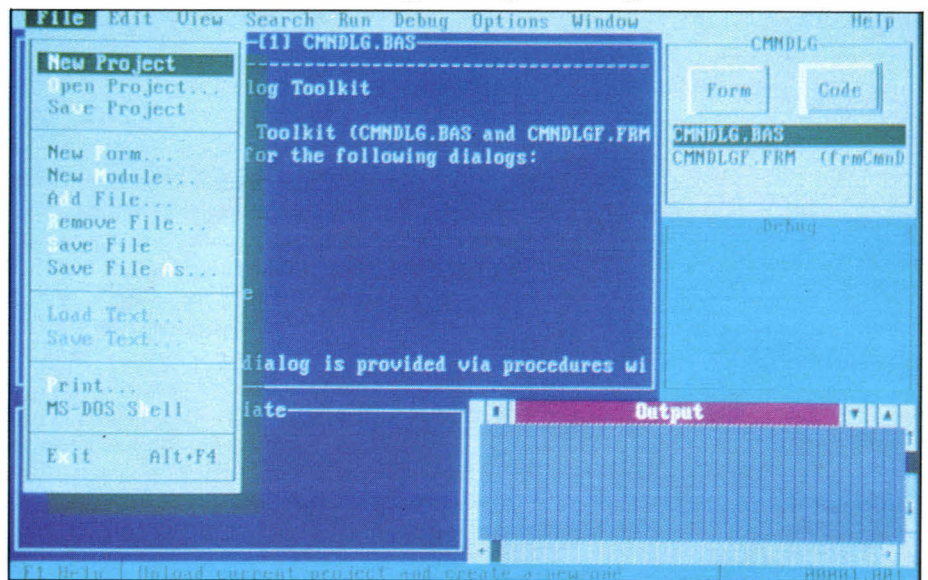 File Edit View Search Run Debug Options Window Help
[1] CMNDLG.BAS
New Project
Open Project...
Save Project
New Form...
New Module...
Add File...
Remove File...
Save File
Save File As...
Load Text...
Save Text...
Print...
MS-DOS Shell
Exit Alt+F4
log Toolkit
Toolkit (CMNDLG.BAS and CMNDLGF.FRM
for the following dialogs:
e
dialog is provided via procedures wi
CMNDLG
Form Code
CMNDLG.BAS
CMNDLGF.FRM (frmCmnD
Debug
iate
Output
F1 Help Unload current project and create a new one